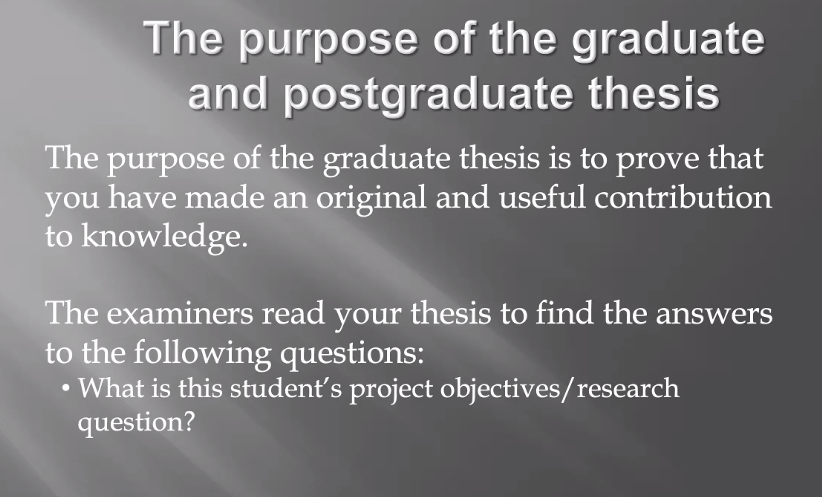 The purpose of the graduate
and postgraduate thesis
The purpose of the graduate thesis is to prove that
you have made an original and useful contribution
to knowledge.
The examiners read your thesis to find the answers
to the following questions:
• What is this student's project objectives/research
question?